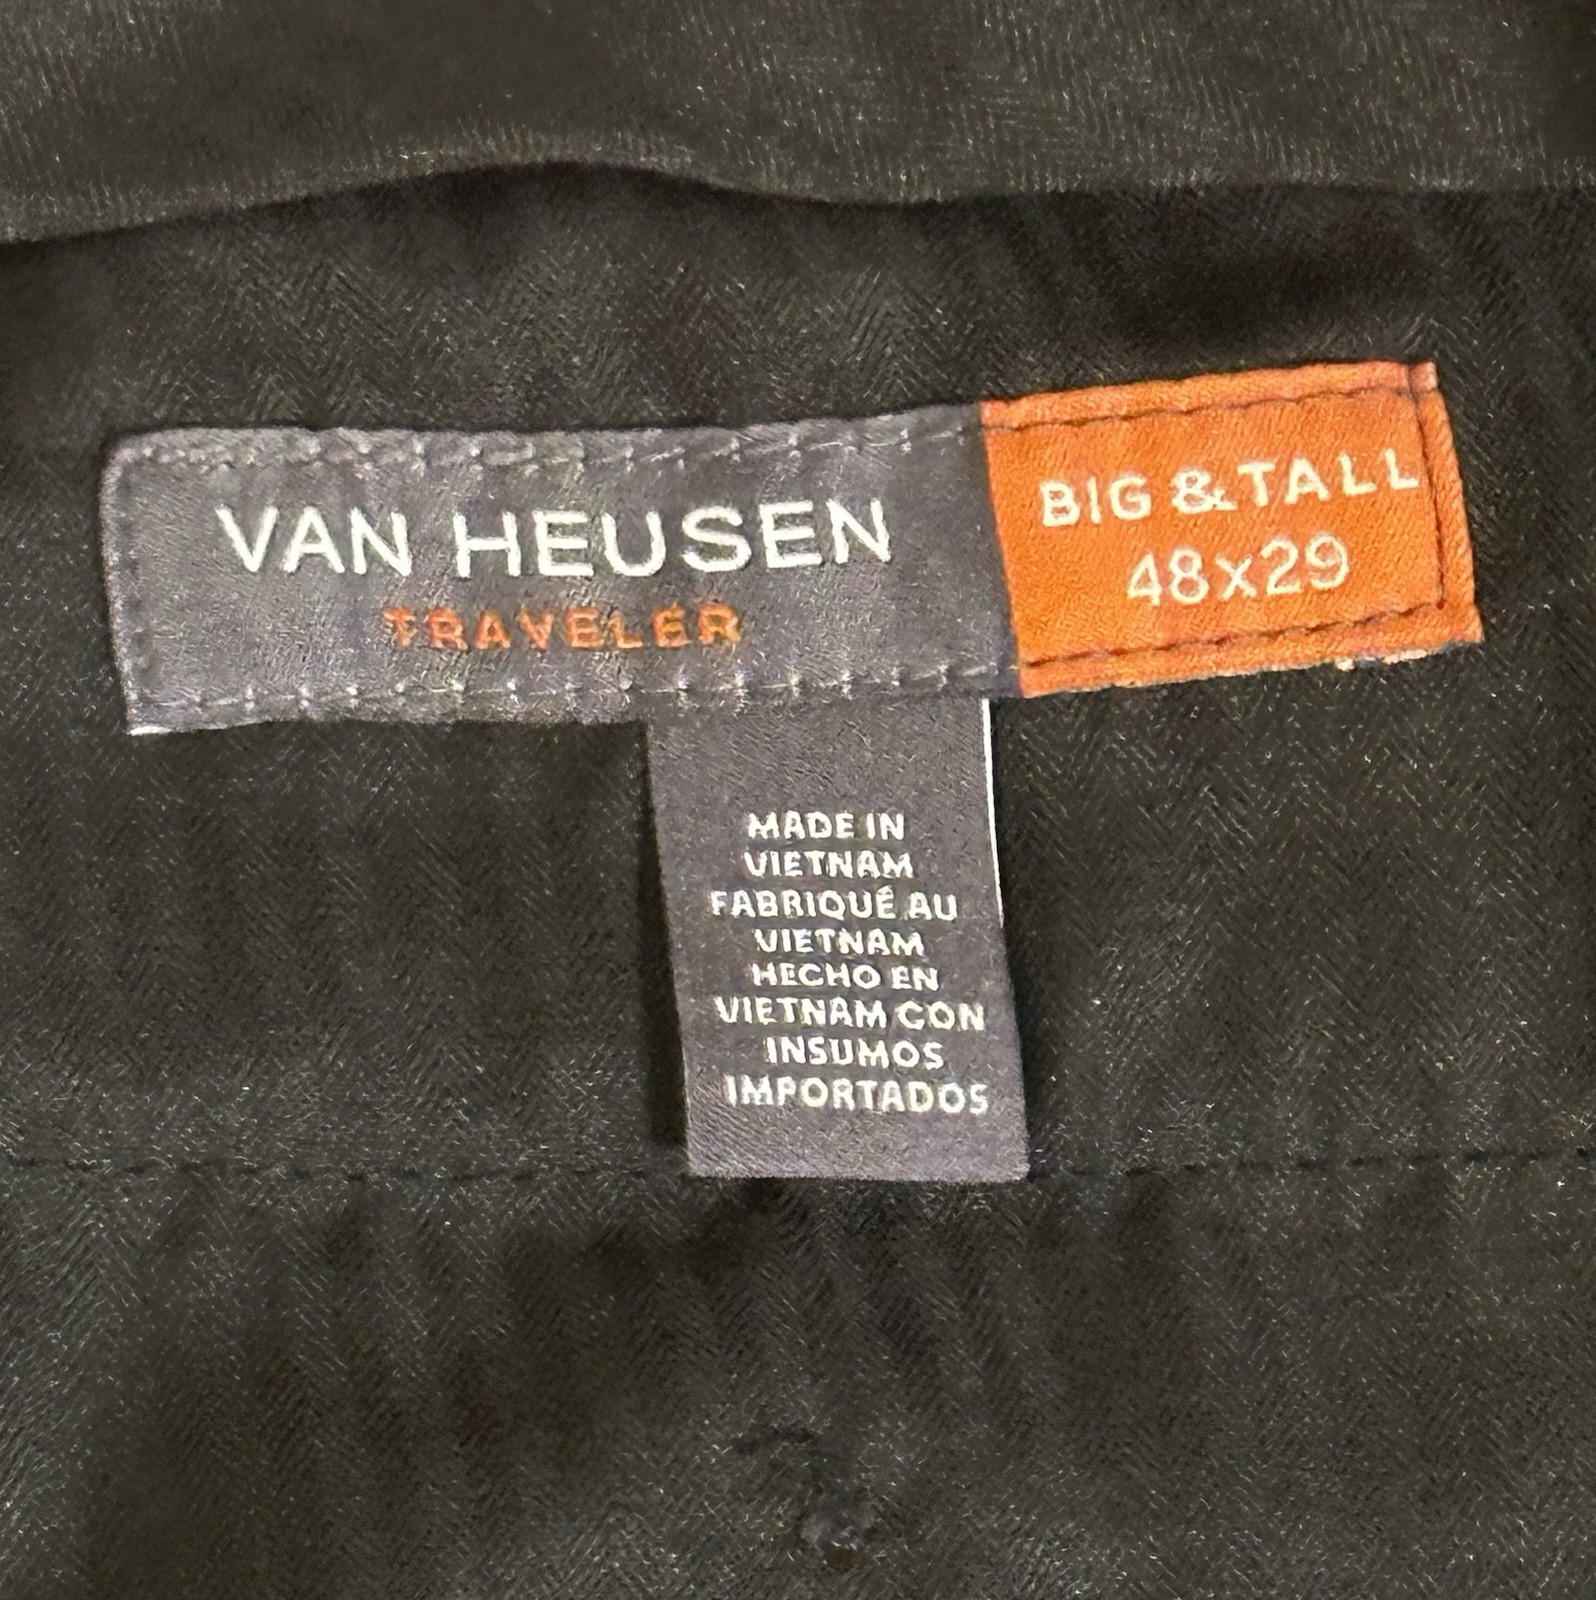 VAN HEUSEN
TRAVELER
BIG & TALL
48x29
MADE IN
VIETNAM
FABRIQUÉ AU
VIETNAM
HECHO EN
VIETNAM CON
INSUMOS
IMPORTADOS